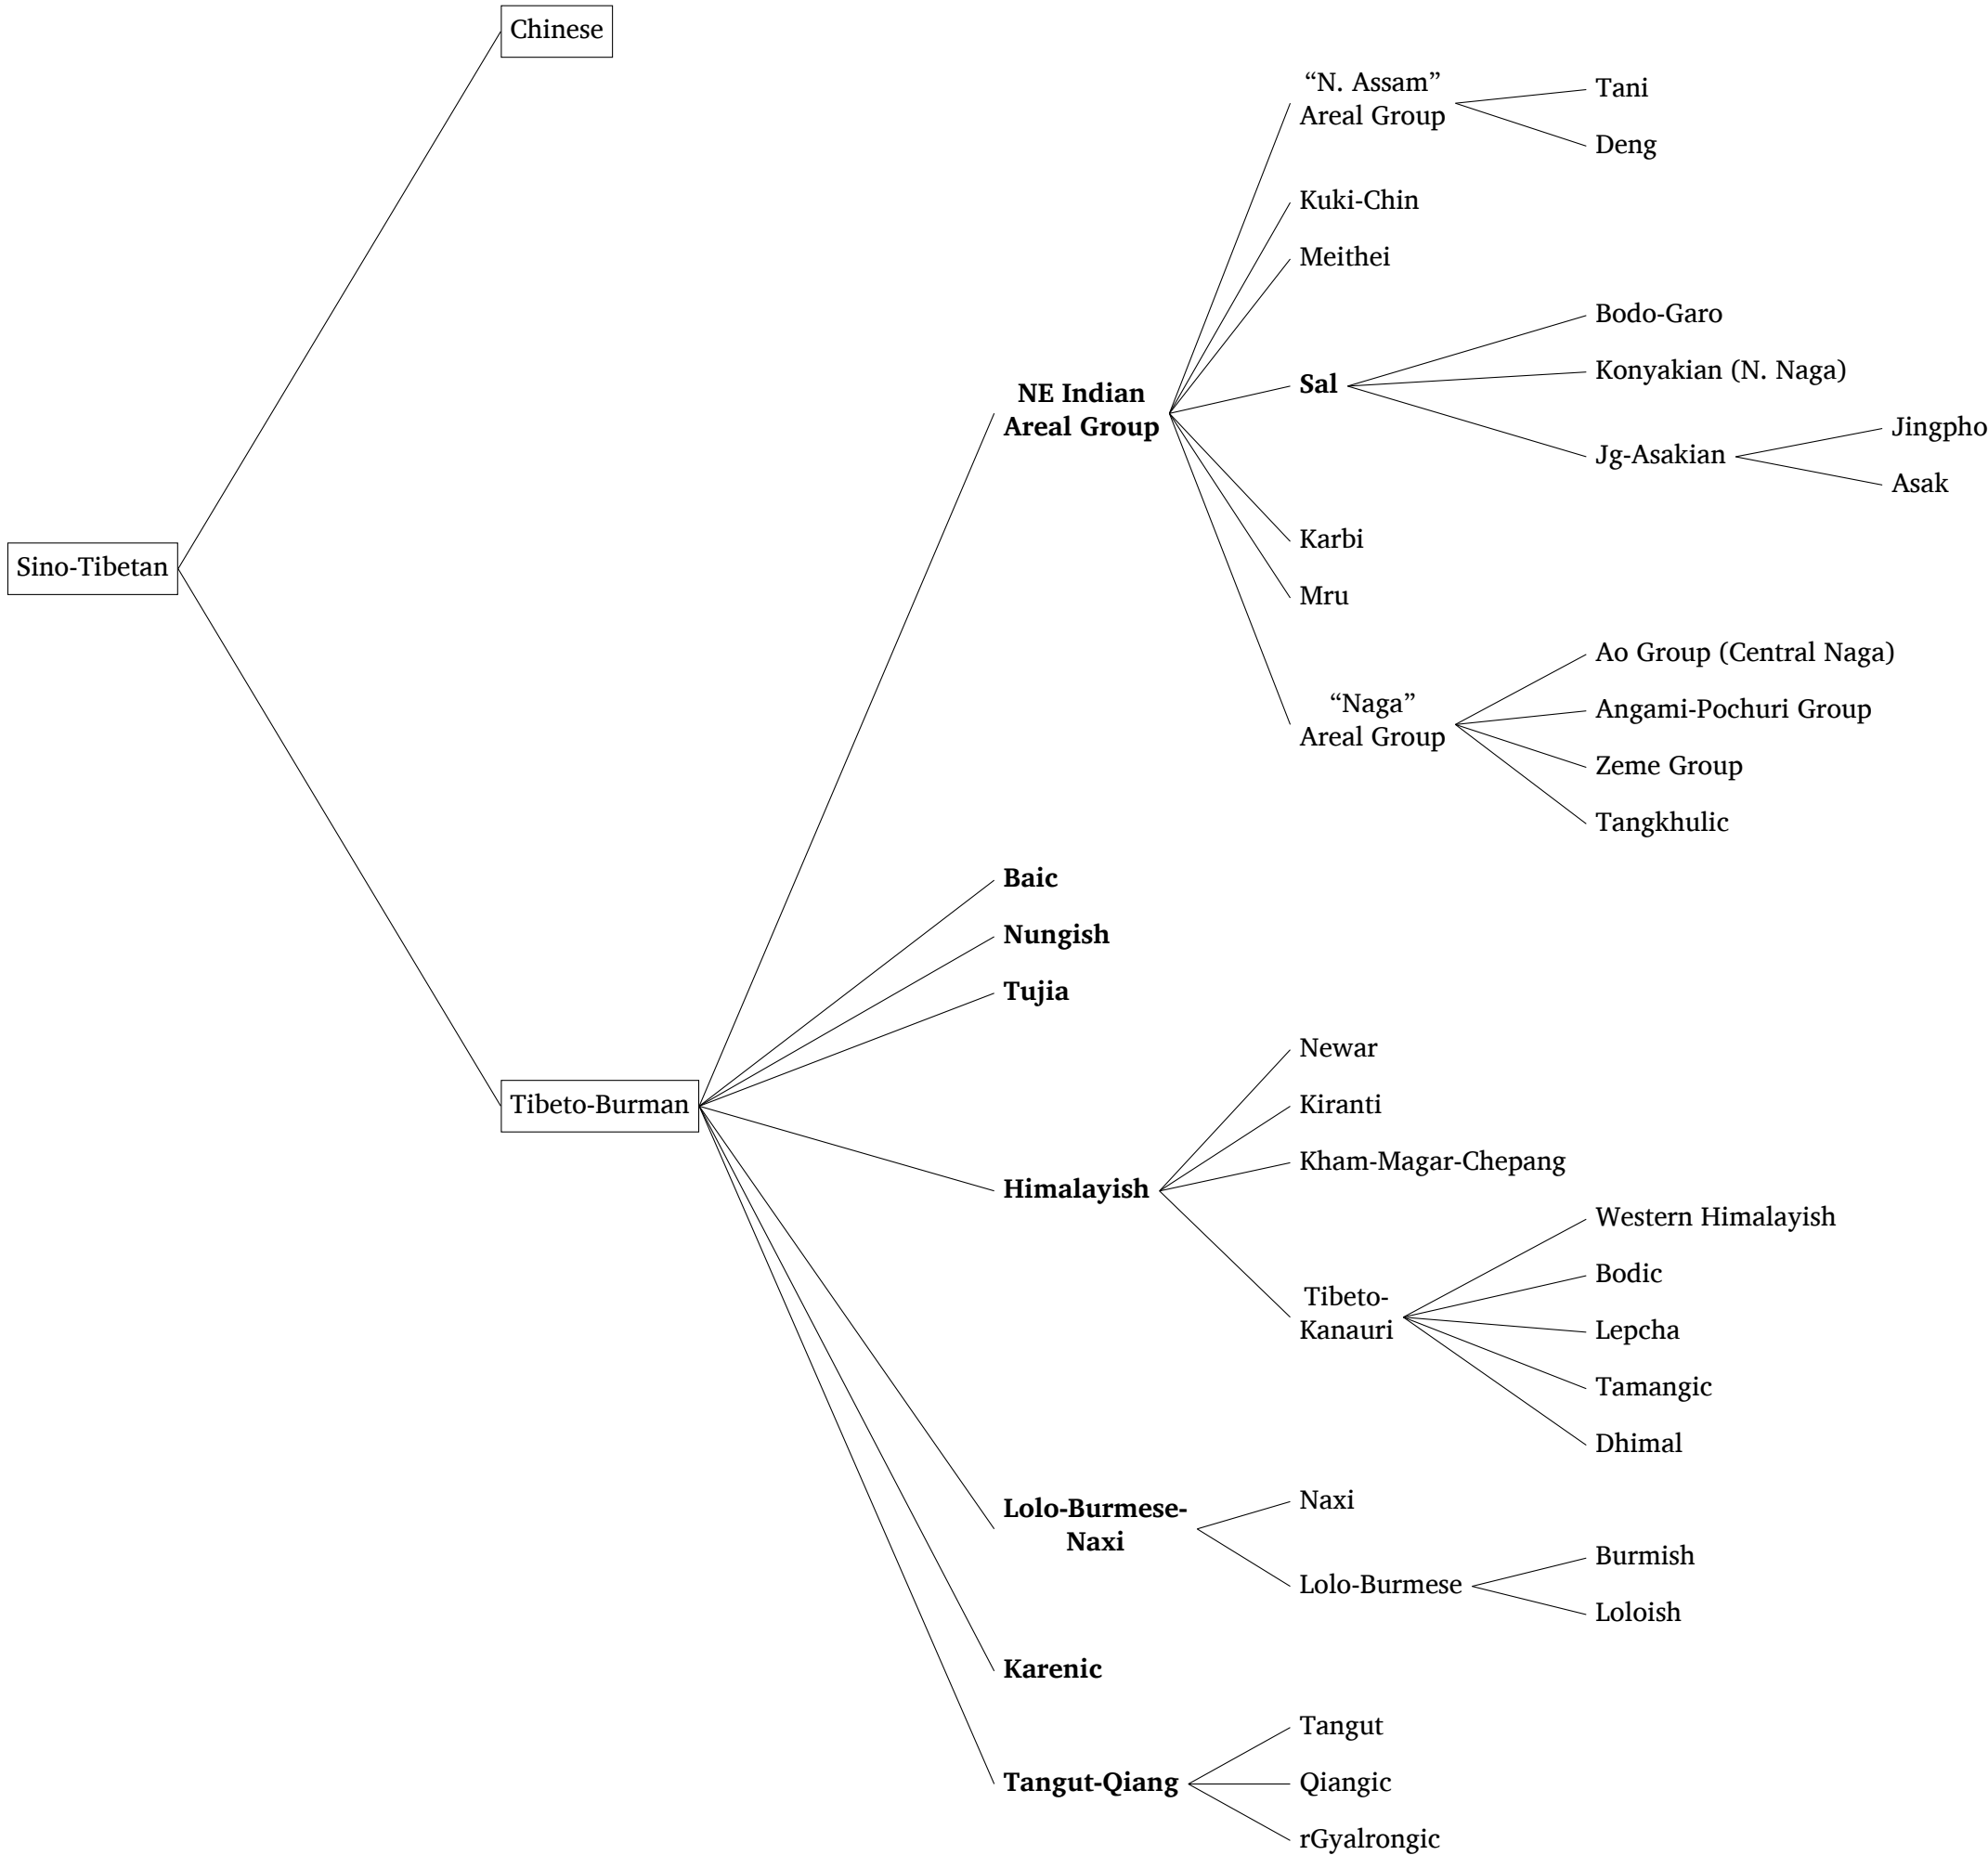 Chinese
“N. Assam”
Areal Group
Tani
Deng
Kuki-Chin
Meithei
Bodo-Garo
Konyakian (N. Naga)
Sal
NE Indian
Areal Group
Jingpho
Jg-Asakian
Asak
Karbi
Sino-Tibetan
Mru
Ao Group (Central Naga)
“Naga”
Areal Group
Angami-Pochuri Group
Zeme Group
Tangkhulic
Baic
Nungish
Tujia
Newar
Tibeto-Burman
Kiranti
Kham-Magar-Chepang
Himalayish
Western Himalayish
Bodic
Tibeto-
Kanauri
Lepcha
Tamangic
Dhimal
Naxi
Lolo-Burmese-
Naxi
Burmish
Lolo-Burmese
Loloish
Karenic
Tangut
Tangut-Qiang
Qiangic
rGyalrongic